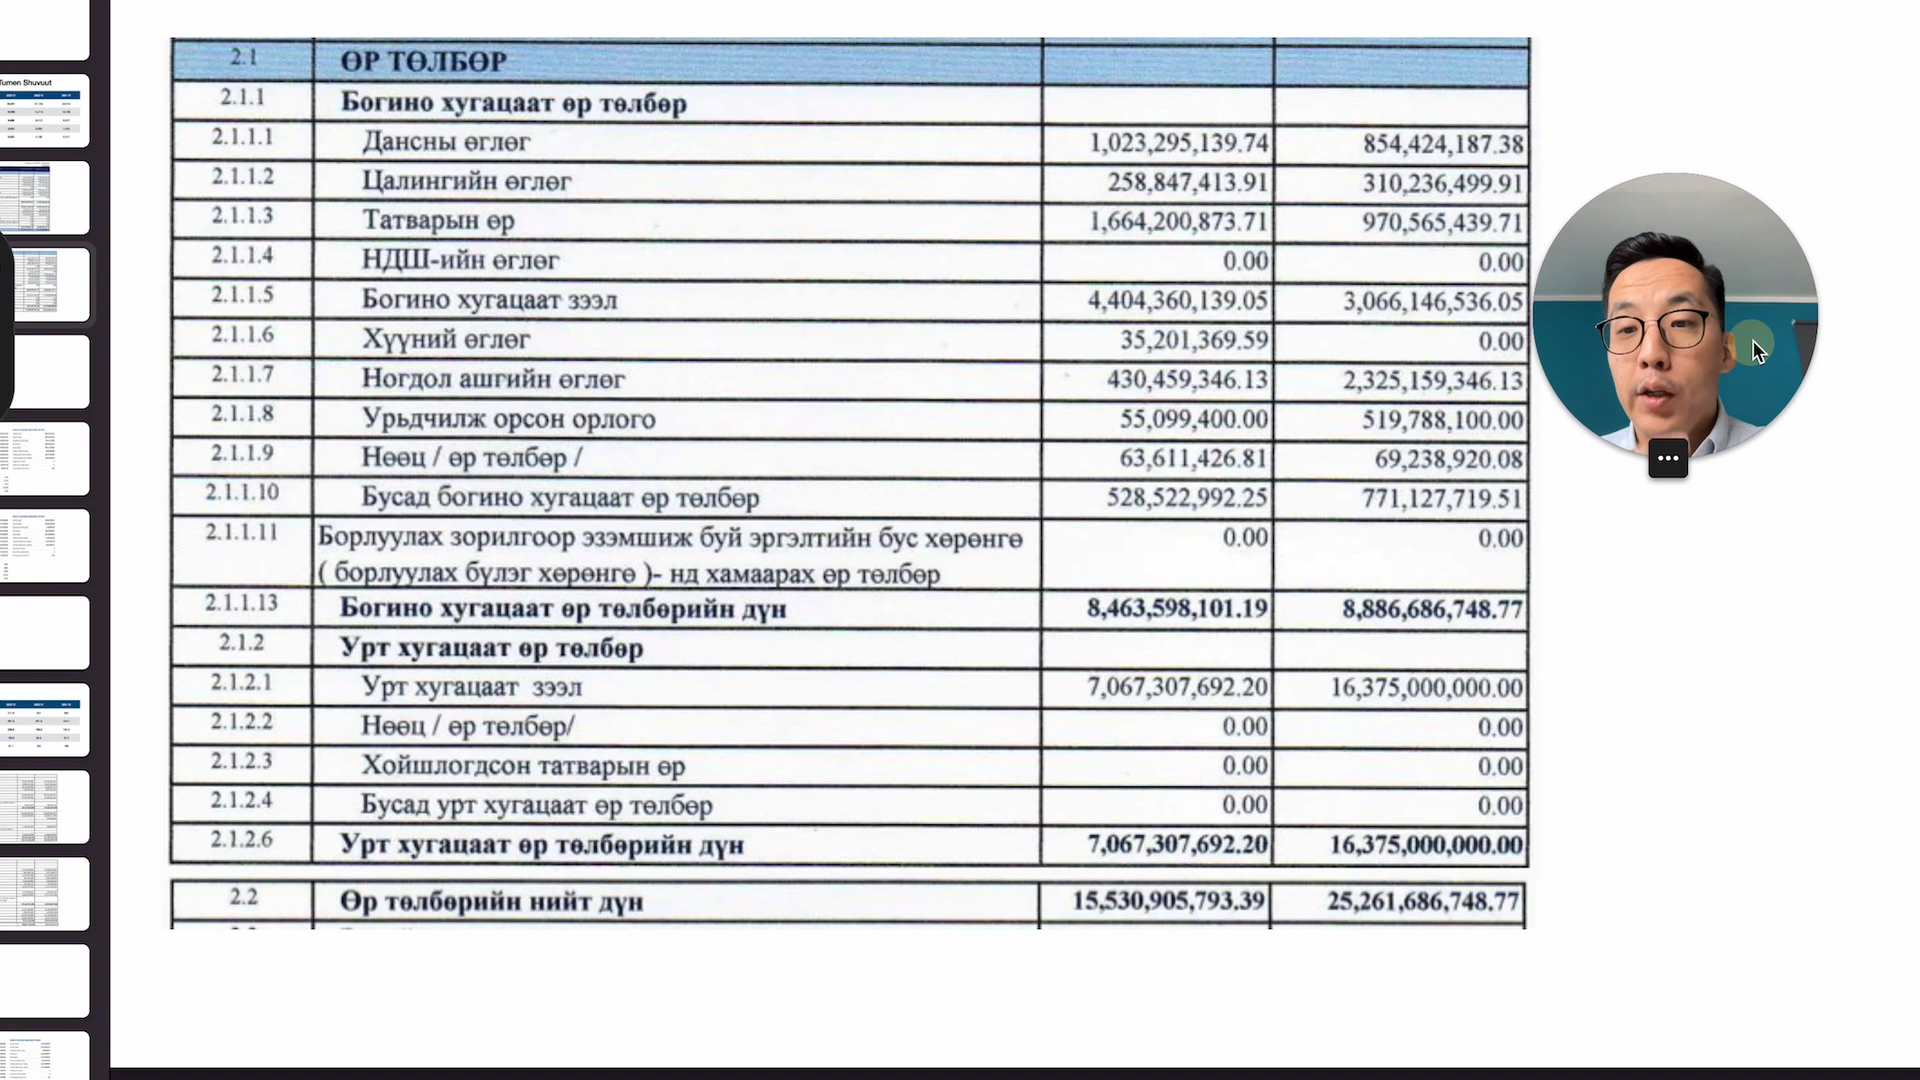 Tumen Shuvuut
2.1 ӨР ТӨЛБӨР
2.1.1 Богино хугацаат өр төлбөр
2.1.1.1 Дансны өглөг 1,023,295,139.74 854,424,187.38
2.1.1.2 Цалингийн өглөг 258,847,413.91 310,236,499.91
2.1.1.3 Татварын өр 1,664,200,873.71 970,565,439.71
2.1.1.4 НДШ-ийн өглөг 0.00 0.00
2.1.1.5 Богино хугацаат зээл 4,404,360,139.05 3,066,146,536.05
2.1.1.6 Хүүний өглөг 35,201,369.59 0.00
2.1.1.7 Ногдол ашгийн өглөг 430,459,346.13 2,325,159,346.13
2.1.1.8 Урьдчилж орсон орлого 55,099,400.00 519,788,100.00
2.1.1.9 Нөөц / өр төлбөр / 63,611,426.81 69,238,920.08
2.1.1.10 Бусад богино хугацаат өр төлбөр 528,522,992.25 771,127,719.51
2.1.1.11 Борлуулах зорилгоор эзэмшиж буй эргэлтийн бус хөрөнгө 0.00 0.00
( борлуулах бүлэг хөрөнгө )- нд хамаарах өр төлбөр
2.1.1.13 Богино хугацаат өр төлбөрийн дүн 8,463,598,101.19 8,886,686,748.77
2.1.2 Урт хугацаат өр төлбөр
2.1.2.1 Урт хугацаат зээл 7,067,307,692.20 16,375,000,000.00
2.1.2.2 Нөөц / өр төлбөр/ 0.00 0.00
2.1.2.3 Хойшлогдсон татварын өр 0.00 0.00
2.1.2.4 Бусад урт хугацаат өр төлбөр 0.00 0.00
2.1.2.6 Урт хугацаат өр төлбөрийн дүн 7,067,307,692.20 16,375,000,000.00
2.2 Өр төлбөрийн нийт дүн 15,530,905,793.39 25,261,686,748.77